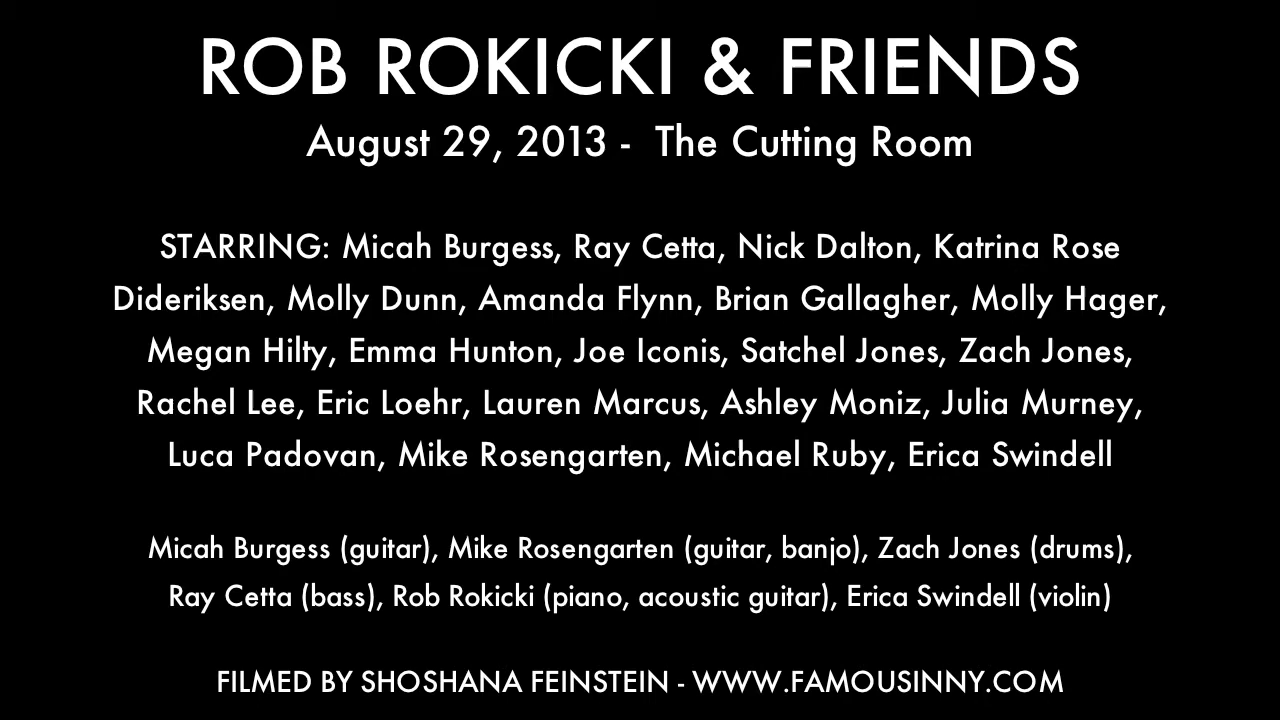 ROB ROKICKI & FRIENDS
August 29, 2013 - The Cutting Room
STARRING: Micah Burgess, Ray Cetta, Nick Dalton, Katrina Rose
Dideriksen, Molly Dunn, Amanda Flynn, Brian Gallagher, Molly Hager,
Megan Hilty, Emma Hunton, Joe Iconis, Satchel Jones, Zach Jones,
Rachel Lee, Eric Loehr, Lauren Marcus, Ashley Moniz, Julia Murney,
Luca Padovan, Mike Rosengarten, Michael Ruby, Erica Swindell
Micah Burgess (guitar), Mike Rosengarten (guitar, banjo), Zach Jones (drums),
Ray Cetta (bass), Rob Rokicki (piano, acoustic guitar), Erica Swindell (violin)
FILMED BY SHOSHANA FEINSTEIN - WWW.FAMOUSINNY.COM